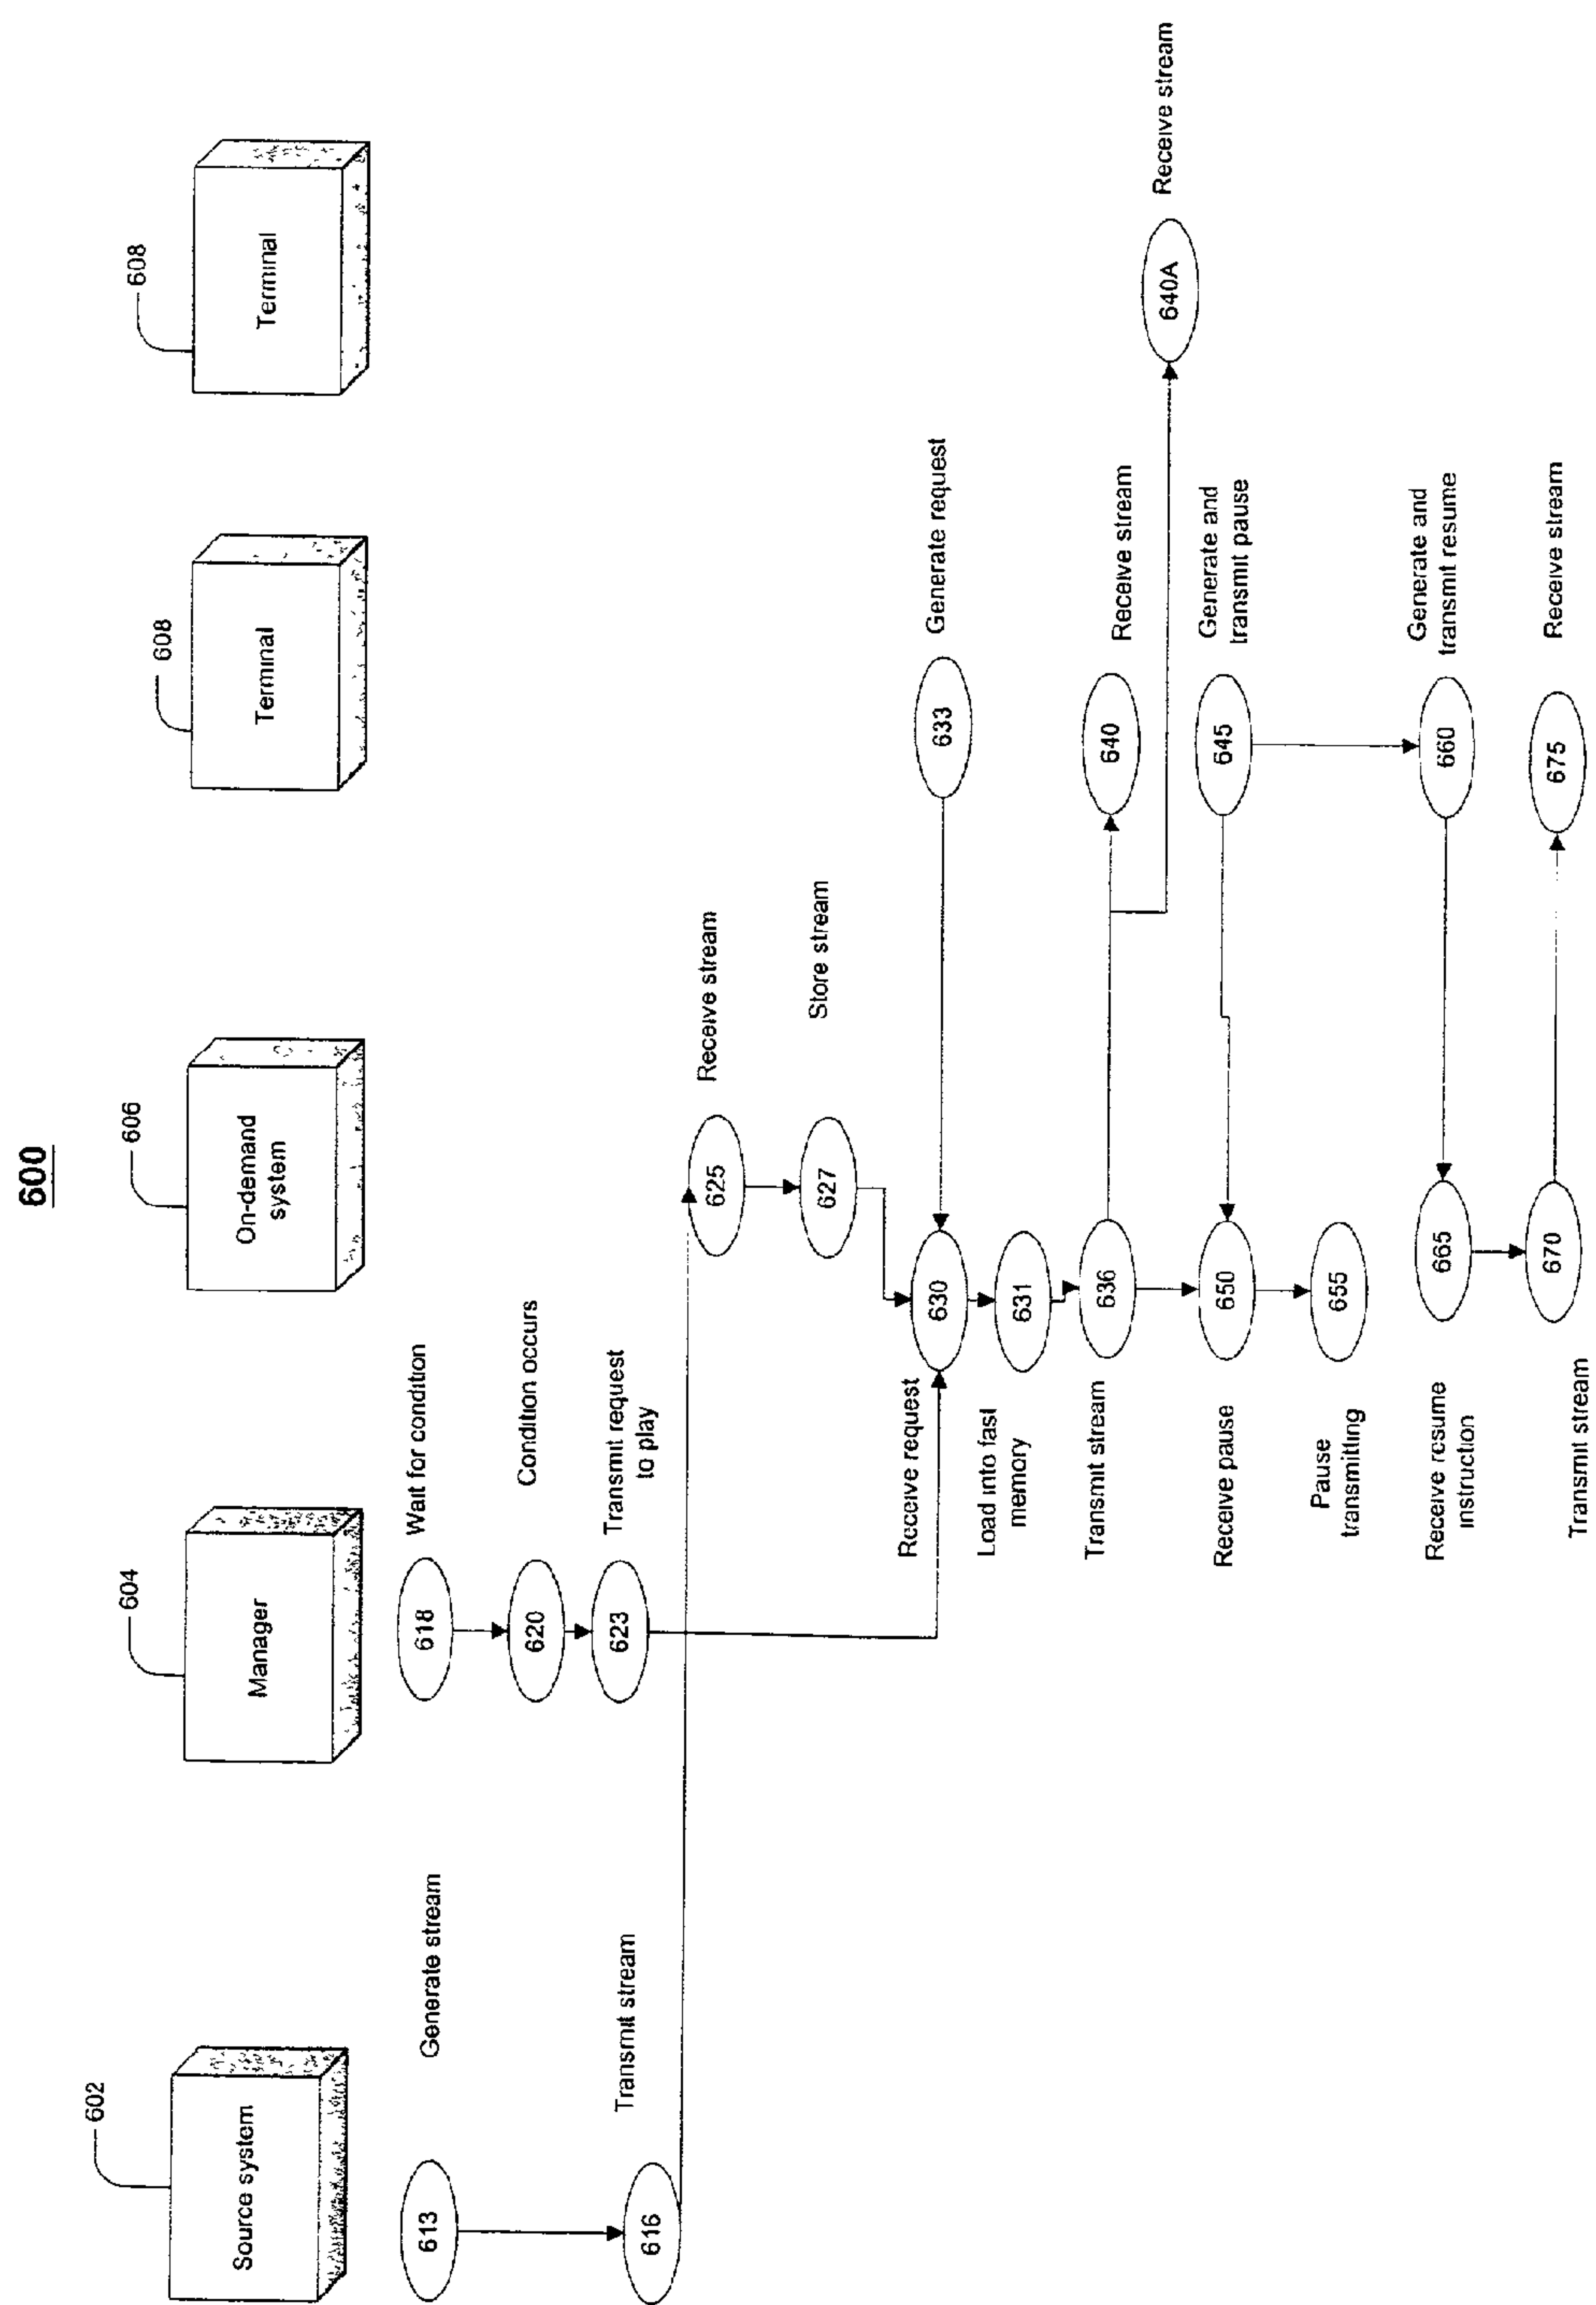 600
602
Source system
604
Manager
606
On-demand
system
608
Terminal
608
Terminal
613
Generate stream
618
Wait for condition
620
Condition occurs
616
Transmit stream
623
Transmit request
to play
625
Receive stream
627
Store stream
Receive request
630
633
Generate request
Load into fast
memory
631
Transmit stream
636
640
Receive stream
640A
Receive stream
Receive pause
650
645
Generate and
transmit pause
Pause
transmitting
655
Receive resume
instruction
665
660
Generate and
transmit resume
Transmit stream
670
675
Receive stream